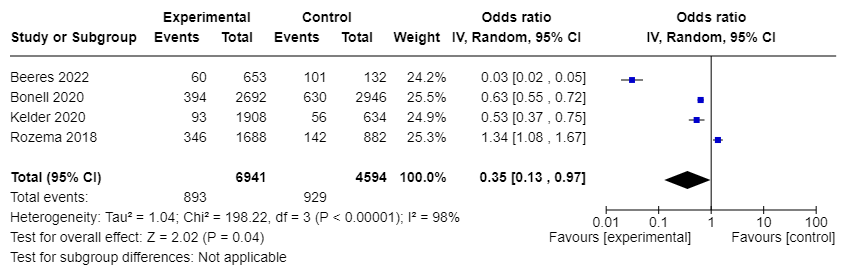 Experimental Control Odds ratio Odds ratio
Study or Subgroup Events Total Events Total Weight IV, Random, 95% CI IV, Random, 95% CI
Beeres 2022 60 653 101 132 24.2% 0.03 [0.02 , 0.05]
Bonell 2020 394 2692 630 2946 25.5% 0.63 [0.55 , 0.72]
Kelder 2020 93 1908 56 634 24.9% 0.53 [0.37 , 0.75]
Rozema 2018 346 1688 142 882 25.3% 1.34 [1.08 , 1.67]
Total (95% CI) 6941 4594 100.0% 0.35 [0.13 , 0.97]
Total events: 893 929
Heterogeneity: Tau² = 1.04; Chi² = 198.22, df = 3 (P < 0.00001); I² = 98%
0.01 0.1 1 10 100
Test for overall effect: Z = 2.02 (P = 0.04)
Favours [experimental] Favours [control]
Test for subgroup differences: Not applicable